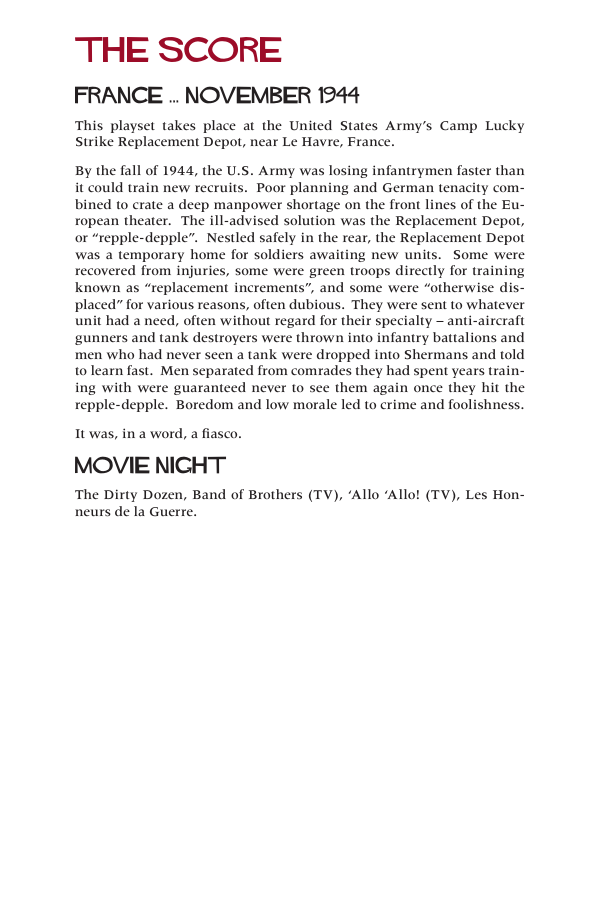 THE SCORE
FRANCE ... NOVEMBER 1944
This playset takes place at the United States Army’s Camp Lucky
Strike Replacement Depot, near Le Havre, France.
By the fall of 1944, the U.S. Army was losing infantrymen faster than
it could train new recruits.  Poor planning and German tenacity com-
bined to crate a deep manpower shortage on the front lines of the Eu-
ropean theater.  The ill-advised solution was the Replacement Depot,
or “repple-depple”.  Nestled safely in the rear, the Replacement Depot
was a temporary home for soldiers awaiting new units.  Some were
recovered from injuries, some were green troops directly for training
known as “replacement increments”, and some were “otherwise dis-
placed” for various reasons, often dubious.  They were sent to whatever
unit had a need, often without regard for their specialty – anti-aircraft
gunners and tank destroyers were thrown into infantry battalions and
men who had never seen a tank were dropped into Shermans and told
to learn fast.  Men separated from comrades they had spent years train-
ing with were guaranteed never to see them again once they hit the
repple-depple.  Boredom and low morale led to crime and foolishness.
It was, in a word, a fiasco.
MOVIE NIGHT
The Dirty Dozen, Band of Brothers (TV), ‘Allo ‘Allo! (TV), Les Hon-
neurs de la Guerre.